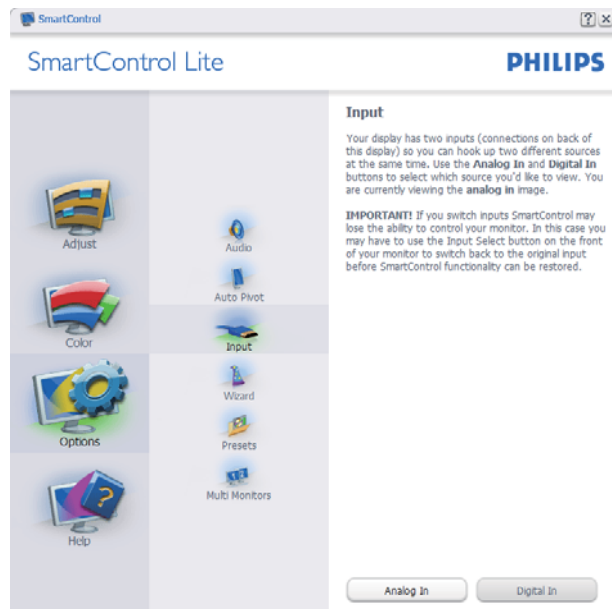 SmartControl
SmartControl Lite
PHILIPS
Adjust
Color
Options
Help
Audio
Auto Pivot
Input
Wizard
Presets
Multi Monitors
Input
Your display has two inputs (connections on back of
this display) so you can hook up two different sources
at the same time. Use the Analog In and Digital In
buttons to select which source you'd like to view. You
are currently viewing the analog in image.
IMPORTANT! If you switch inputs SmartControl may
lose the ability to control your monitor. In this case you
may have to use the Input Select button on the front
of your monitor to switch back to the original input
before SmartControl functionality can be restored.
Analog In
Digital In